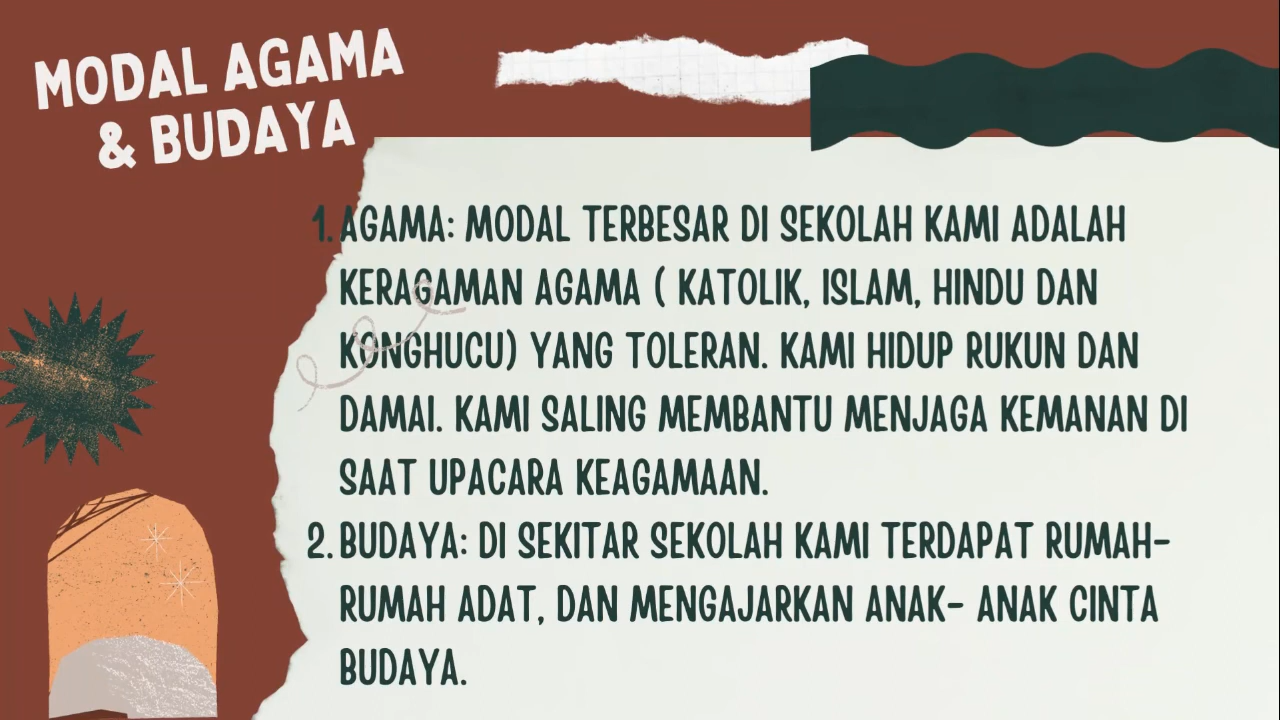 MODAL AGAMA
& BUDAYA
1. AGAMA: MODAL TERBESAR DI SEKOLAH KAMI ADALAH
KERAGAMAN AGAMA ( KATOLIK, ISLAM, HINDU DAN
KONGHUCU) YANG TOLERAN. KAMI HIDUP RUKUN DAN
DAMAI. KAMI SALING MEMBANTU MENJAGA KEMANAN DI
SAAT UPACARA KEAGAMAAN.
2. BUDAYA: DI SEKITAR SEKOLAH KAMI TERDAPAT RUMAH-
RUMAH ADAT, DAN MENGAJARKAN ANAK- ANAK CINTA
BUDAYA.